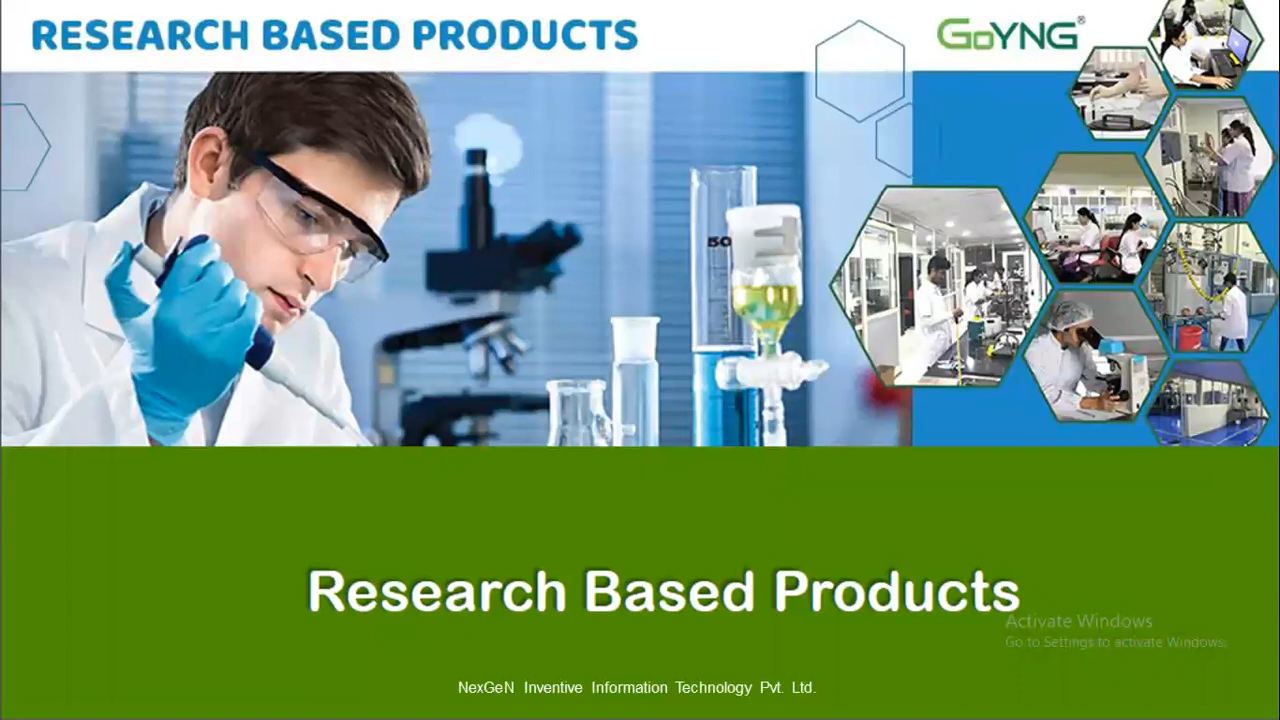 RESEARCH BASED PRODUCTS
GoYNG®
50
Research Based Products
Activate Windows
Go to Settings to activate Windows.
NexGeN Inventive Information Technology Pvt. Ltd.